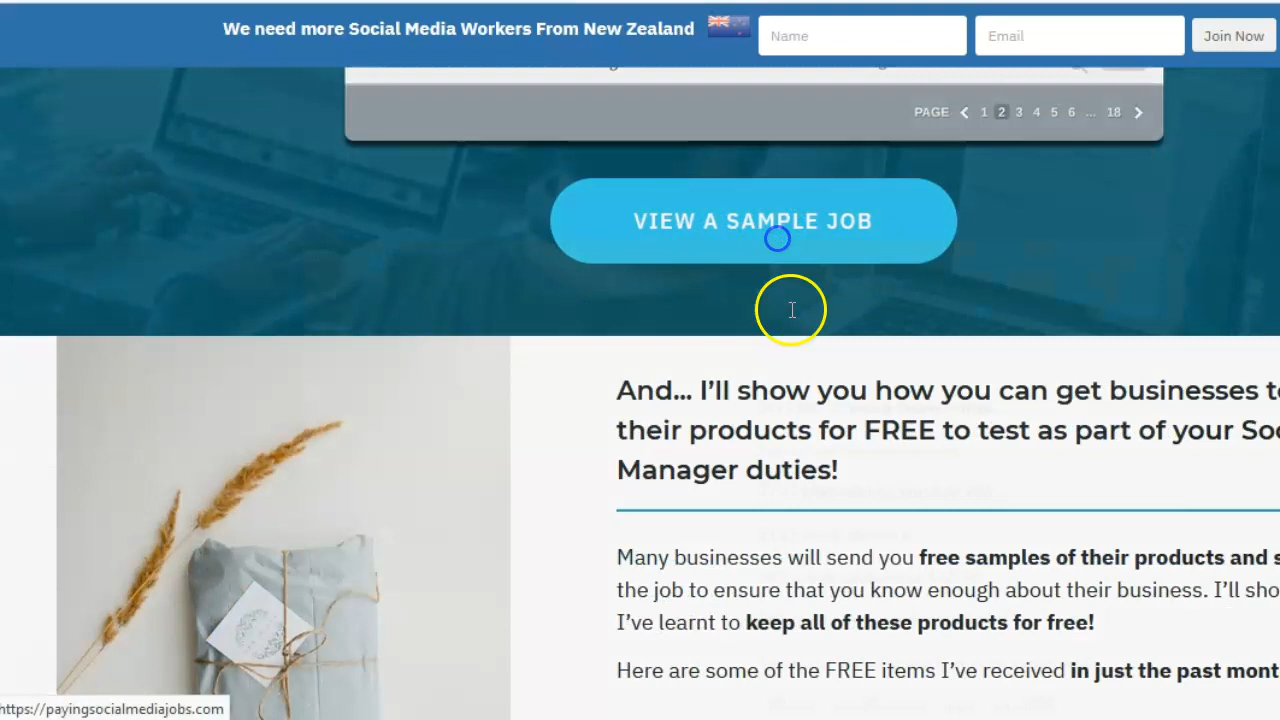 We need more Social Media Workers From New Zealand
Name
Email
Join Now
PAGE 1 2 3 4 5 6 ... 18
VIEW A SAMPLE JOB
And... I’ll show you how you can get businesses
their products for FREE to test as part of your
Manager duties!
Many businesses will send you free samples of their products and
the job to ensure that you know enough about their business. I’ll
I’ve learnt to keep all of these products for free!
Here are some of the FREE items I’ve received in just the past
https://payingsocialmediajobs.com